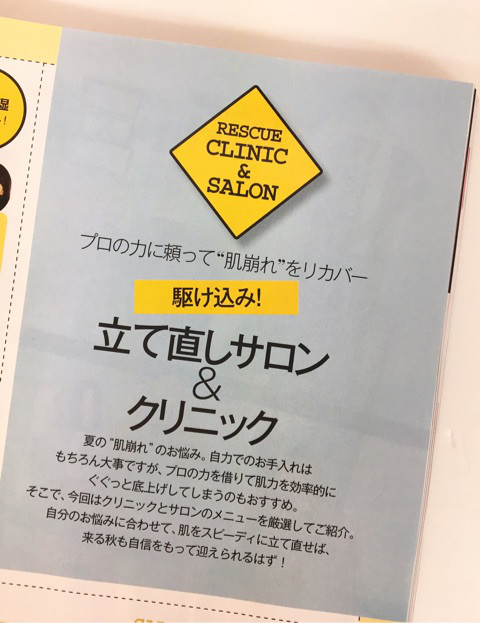 湿
!
RESCUE
CLINIC
&
SALON
プロの力に頼って“肌崩れ”をリカバー
駆け込み!
立て直しサロン
&
クリニック
夏の“肌崩れ”のお悩み。自力でのお手入れは
もちろん大事ですが、プロの力を借りて肌力を効率的に
ぐぐっと底上げしてしまうのもおすすめ。
そこで、今回はクリニックとサロンのメニューを厳選してご紹介。
自分のお悩みに合わせて、肌をスピーディに立て直せば、
来る秋も自信をもって迎えられるはず!